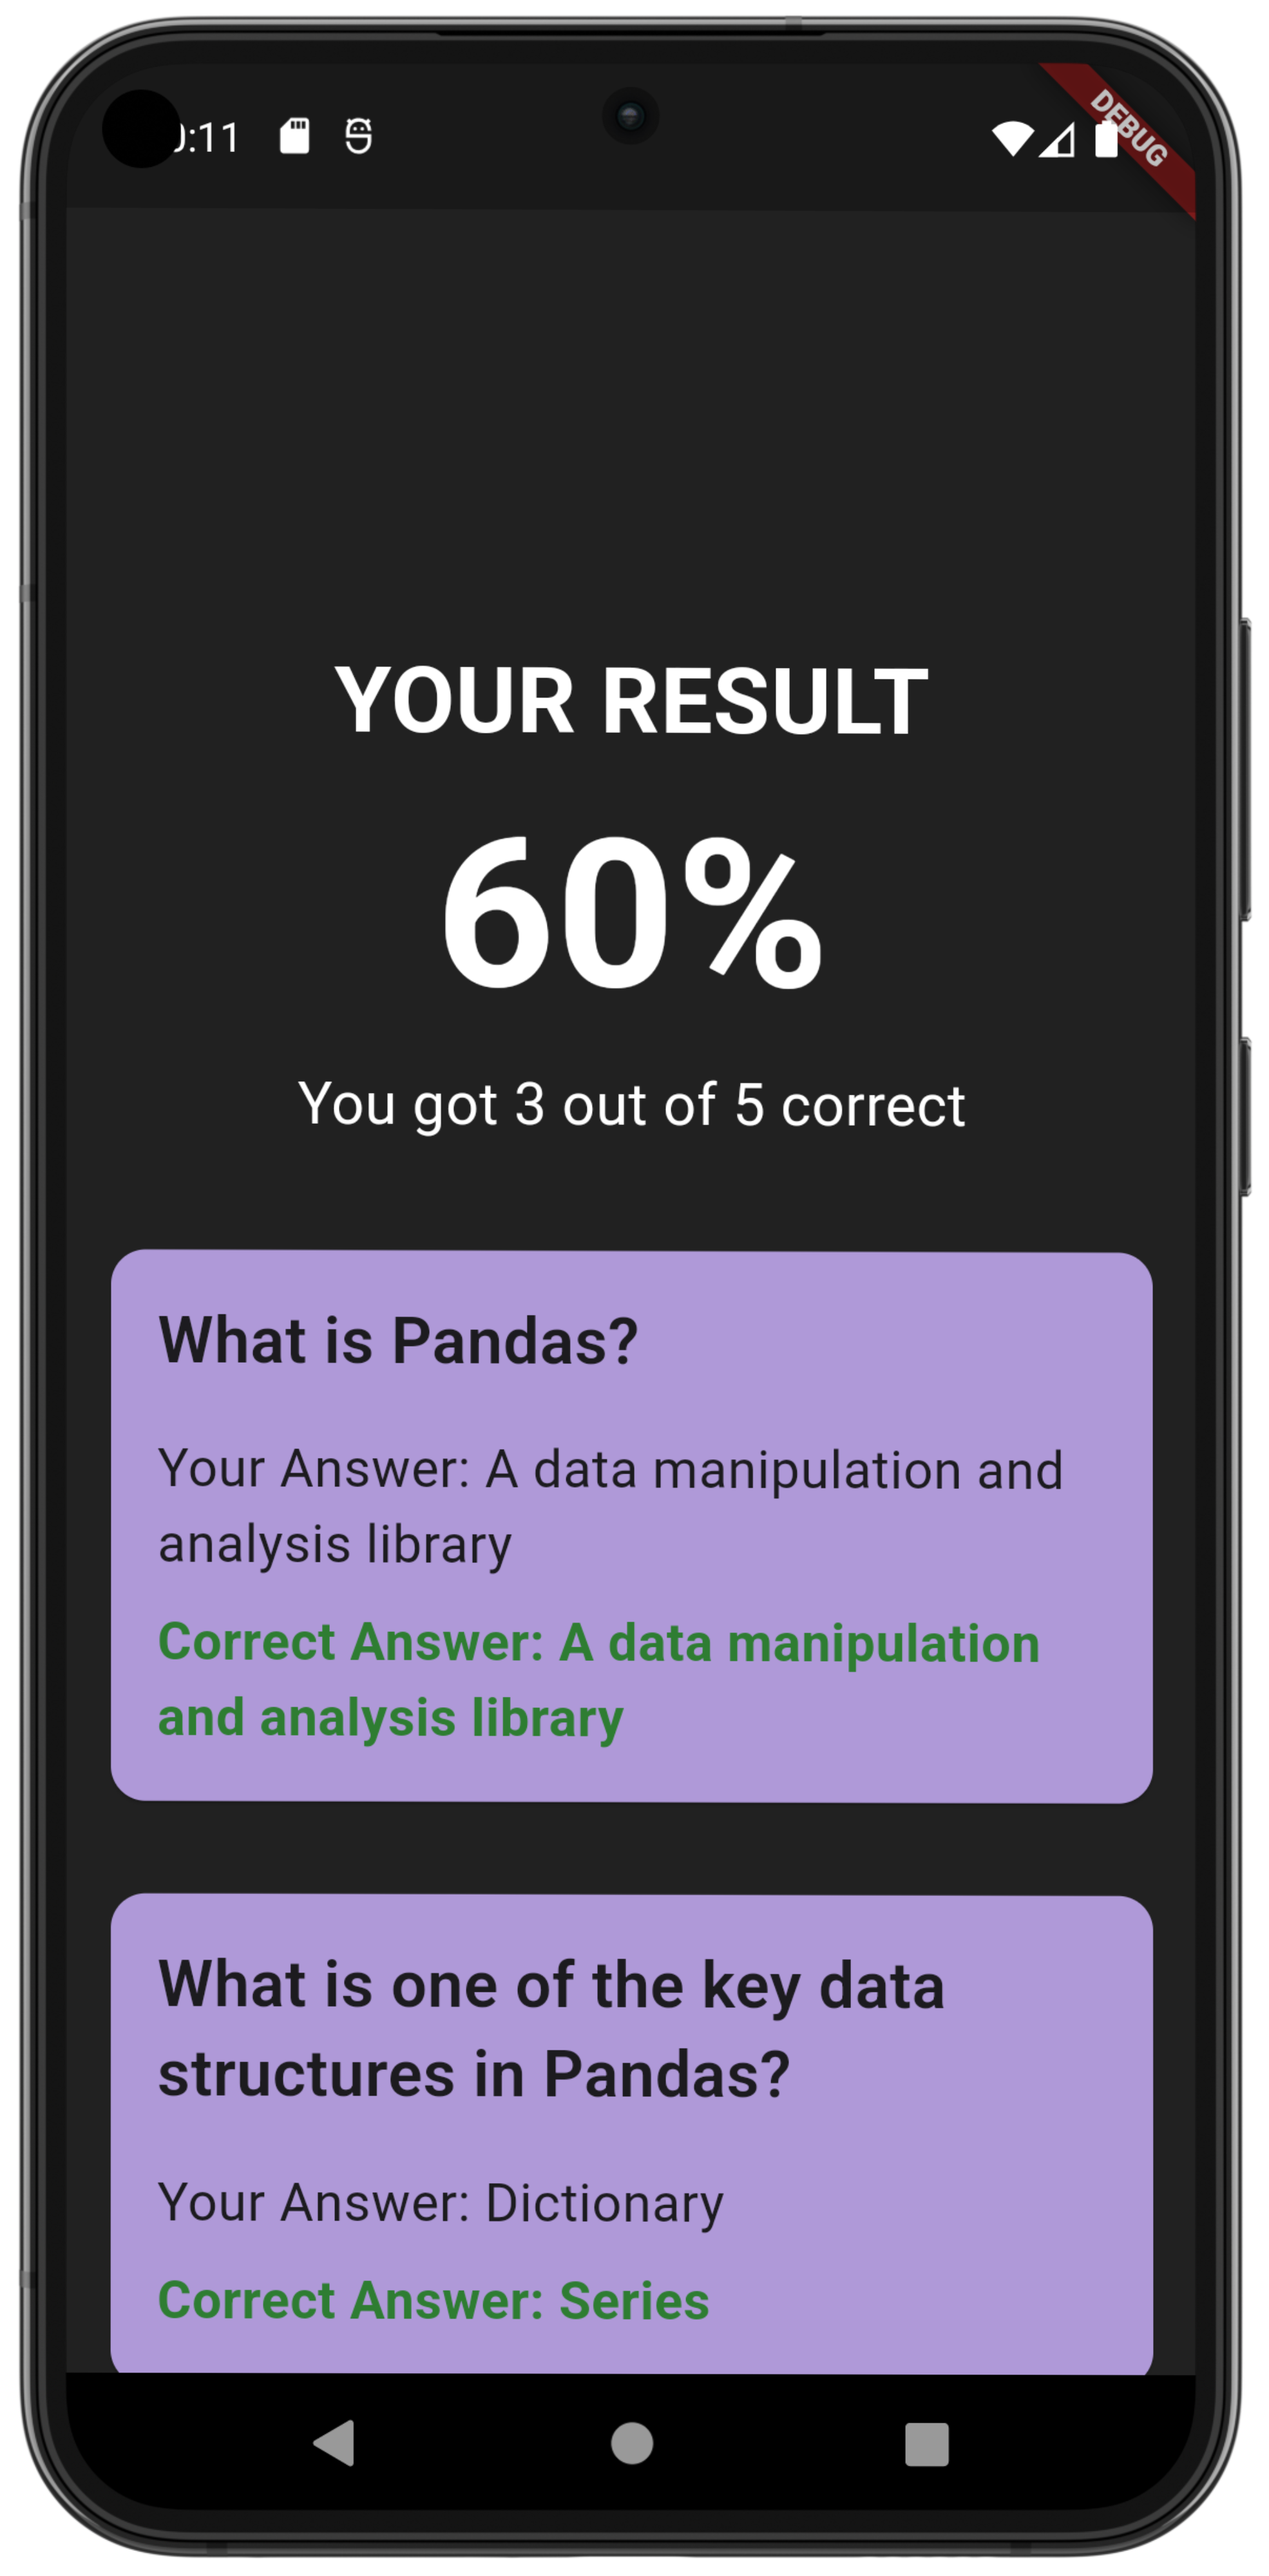 :11
DEBUG
YOUR RESULT
60%
You got 3 out of 5 correct
What is Pandas?
Your Answer: A data manipulation and
analysis library
Correct Answer: A data manipulation
and analysis library
What is one of the key data
structures in Pandas?
Your Answer: Dictionary
Correct Answer: Series